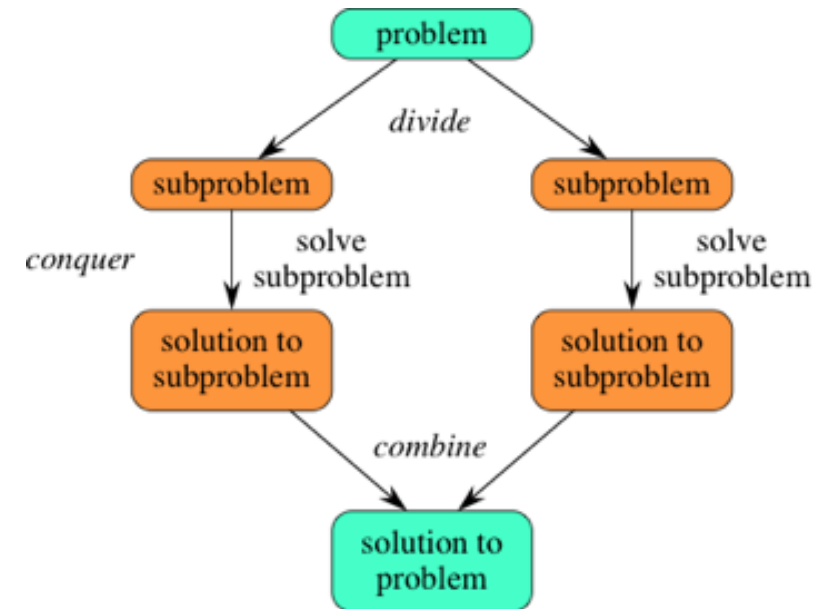 problem
divide
subproblem
subproblem
conquer
solve
subproblem
solve
subproblem
solution to
subproblem
solution to
subproblem
combine
solution to
problem